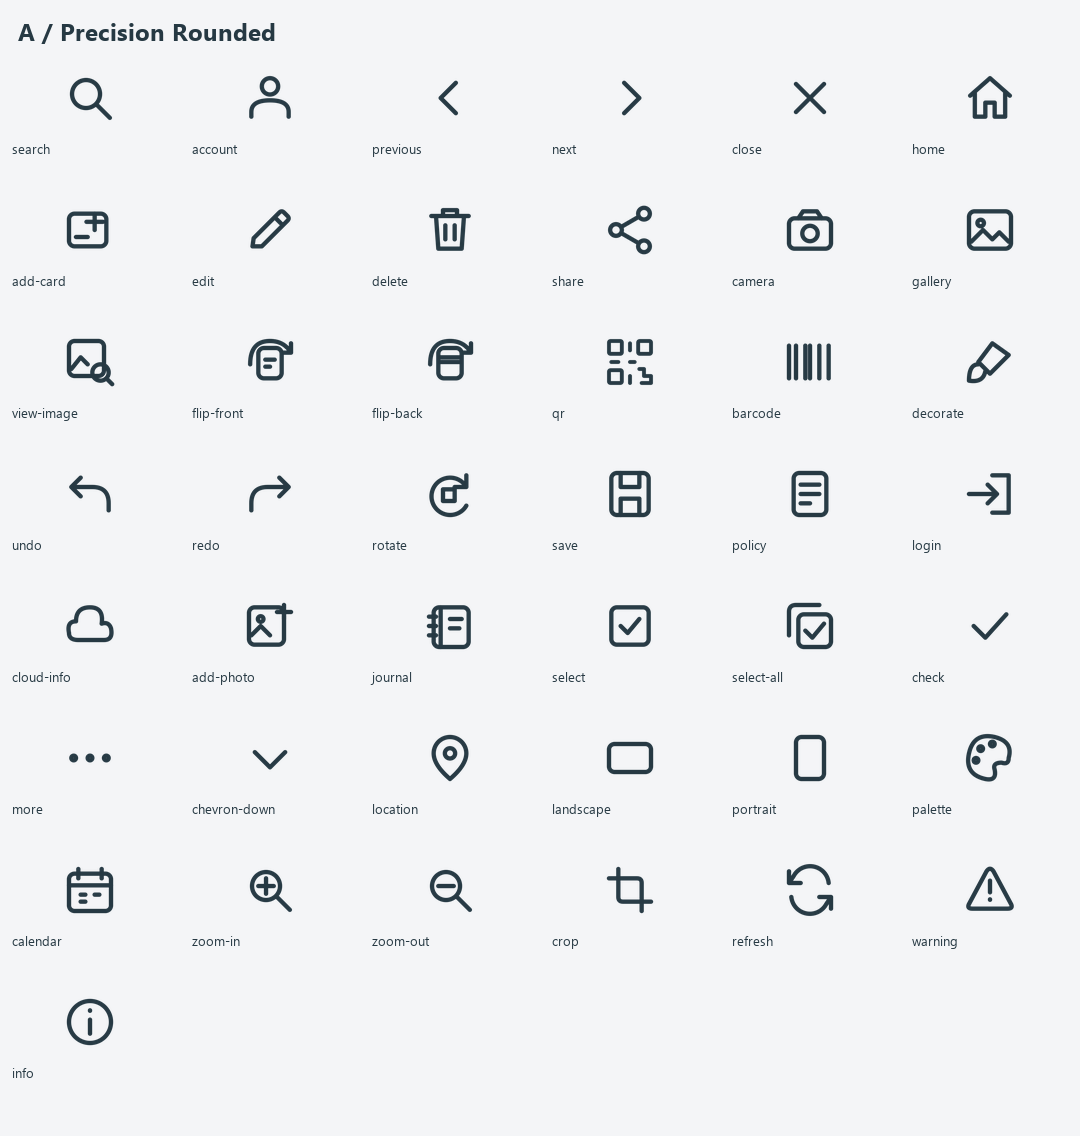 A / Precision Rounded
search account previous next close home
add-card edit delete share camera gallery
view-image flip-front flip-back qr barcode decorate
undo redo rotate save policy login
cloud-info add-photo journal select select-all check
more chevron-down location landscape portrait palette
calendar zoom-in zoom-out crop refresh warning
info